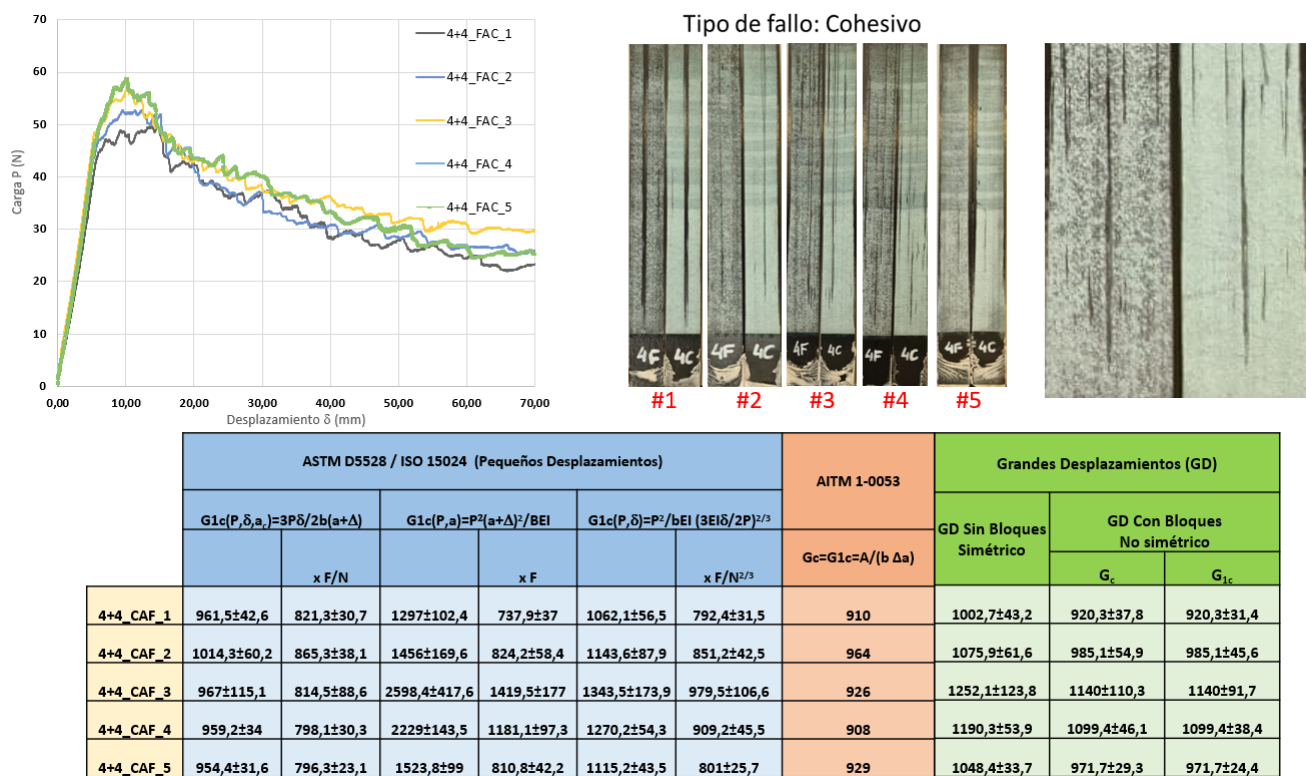 70
60
50
40
30
20
10
0
Carga P (N)
0,00 10,00 20,00 30,00 40,00 50,00 60,00 70,00
Desplazamiento δ (mm)
4+4_FAC_1
4+4_FAC_2
4+4_FAC_3
4+4_FAC_4
4+4_FAC_5
Tipo de fallo: Cohesivo
4F 4C 4F 4C 4F 4C 4F 4C 4F 4C
#1 #2 #3 #4 #5
ASTM D5528 / ISO 15024 (Pequeños Desplazamientos)
AITM 1-0053
Grandes Desplazamientos (GD)
G1c(P,δ,a꜀)=3Pδ/2b(a+Δ) G1c(P,a)=P²(a+Δ)²/BEI G1c(P,δ)=P²/bEI (3EIδ/2P)²ᐟ³
GD Sin Bloques
Simétrico
GD Con Bloques
No simétrico
Gc=G1c=A/(b Δa)
x F/N x F x F/N²ᐟ³
G꜀ G₁꜀
4+4_CAF_1 961,5±42,6 821,3±30,7 1297±102,4 737,9±37 1062,1±56,5 792,4±31,5 910 1002,7±43,2 920,3±37,8 920,3±31,4
4+4_CAF_2 1014,3±60,2 865,3±38,1 1456±169,6 824,2±58,4 1143,6±87,9 851,2±42,5 964 1075,9±61,6 985,1±54,9 985,1±45,6
4+4_CAF_3 967±115,1 814,5±88,6 2598,4±417,6 1419,5±177 1343,5±173,9 979,5±106,6 926 1252,1±123,8 1140±110,3 1140±91,7
4+4_CAF_4 959,2±34 798,1±30,3 2229±143,5 1181,1±97,3 1270,2±54,3 909,2±45,5 908 1190,3±53,9 1099,4±46,1 1099,4±38,4
4+4_CAF_5 954,4±31,6 796,3±23,1 1523,8±99 810,8±42,2 1115,2±43,5 801±25,7 929 1048,4±33,7 971,7±29,3 971,7±24,4